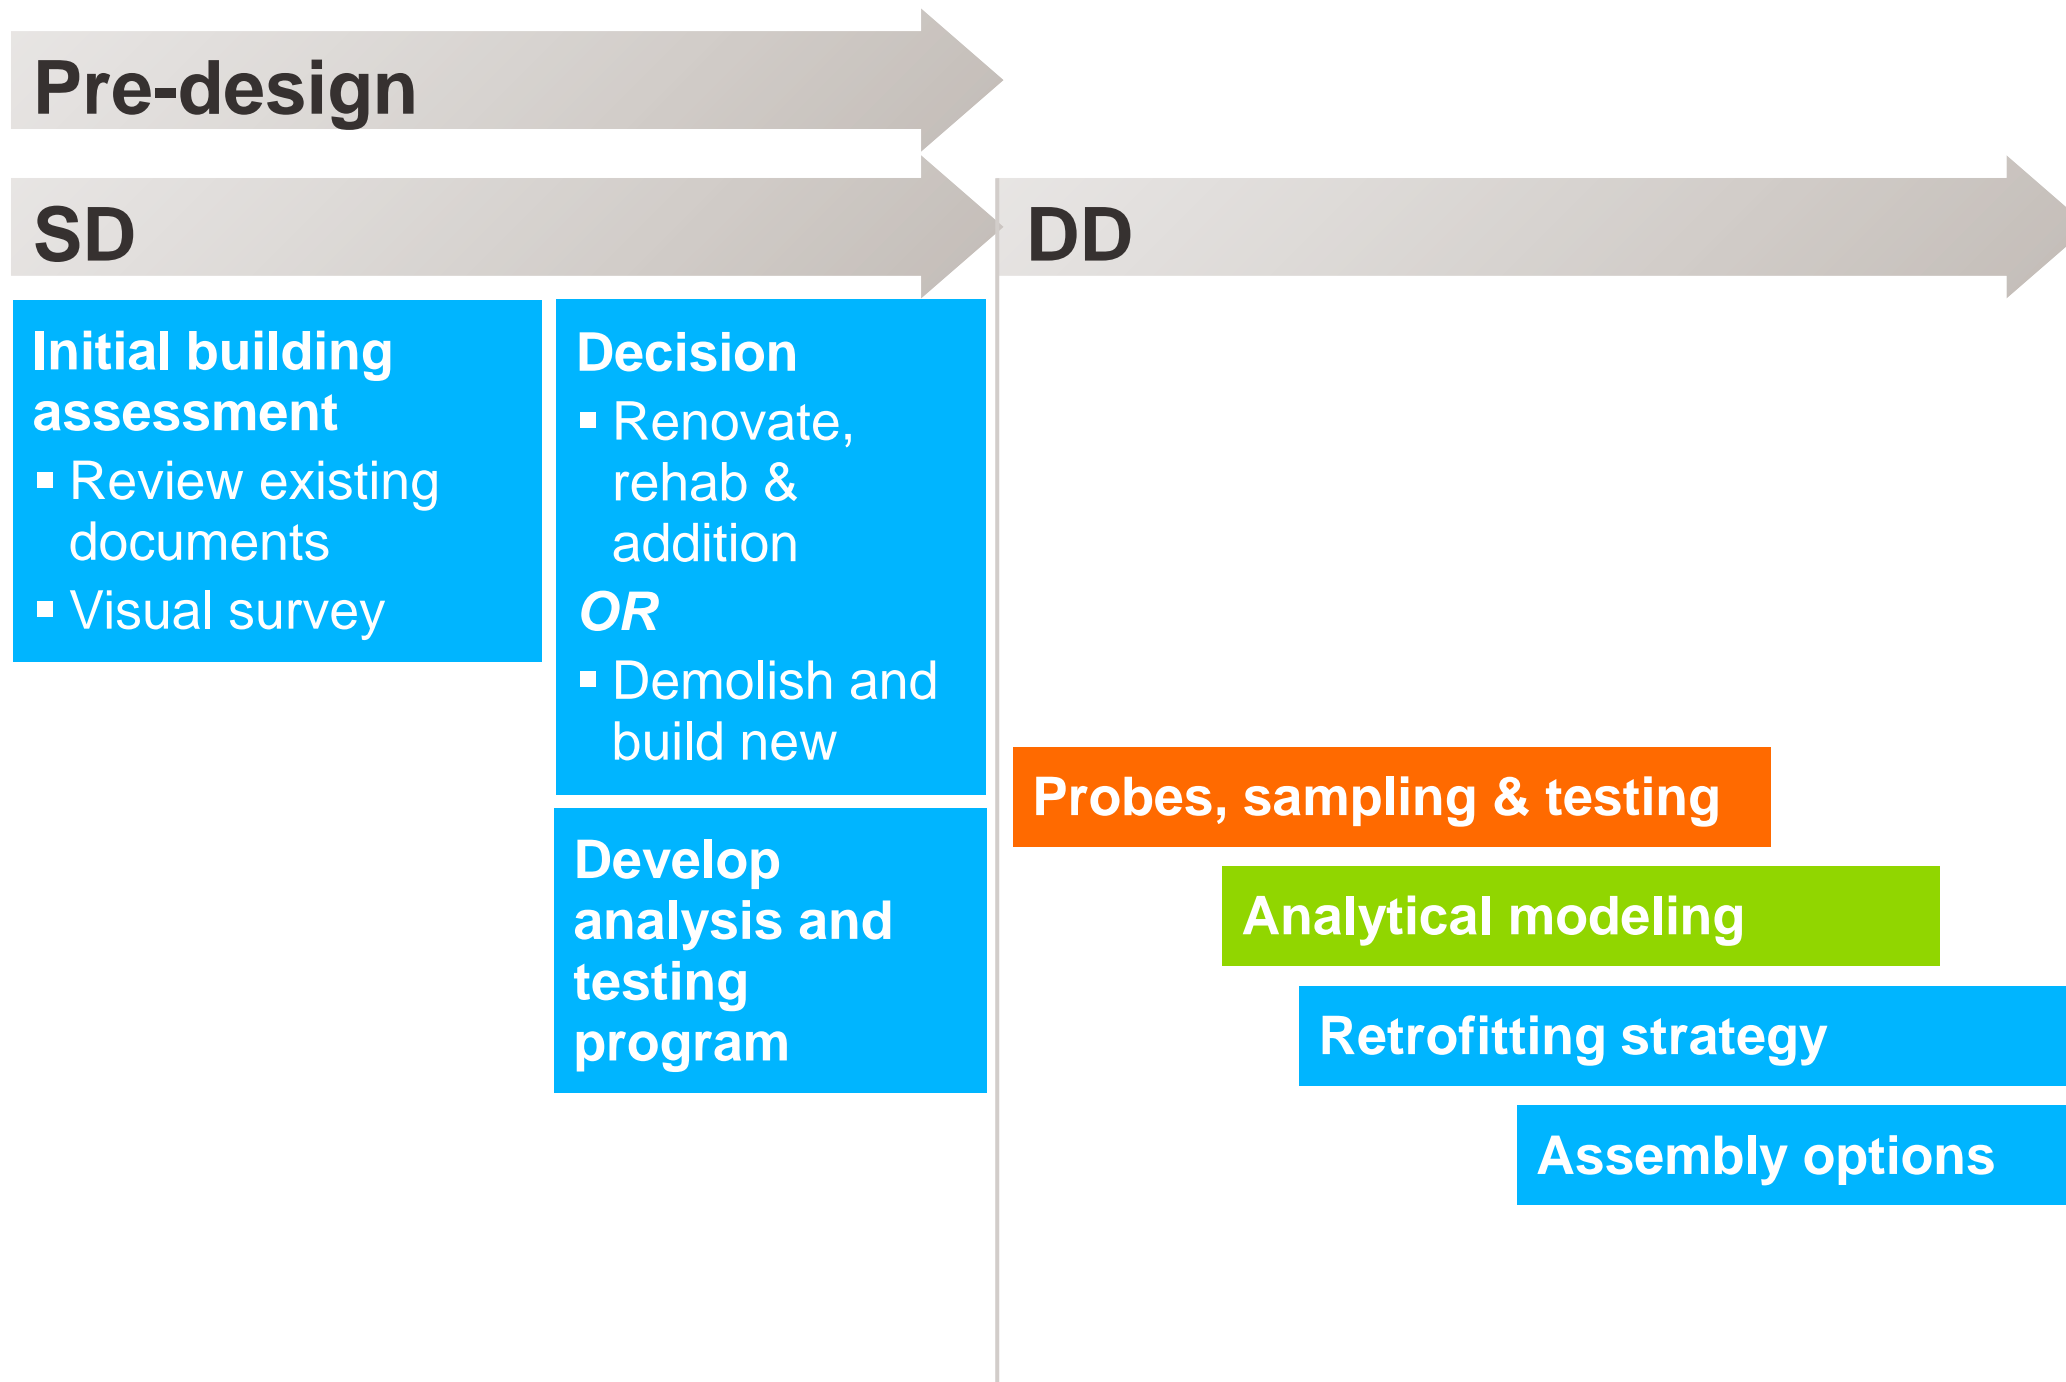 Pre-design
SD
DD
Initial building
assessment
▪ Review existing
documents
▪ Visual survey
Decision
▪ Renovate,
rehab &
addition
OR
▪ Demolish and
build new
Develop
analysis and
testing
program
Probes, sampling & testing
Analytical modeling
Retrofitting strategy
Assembly options